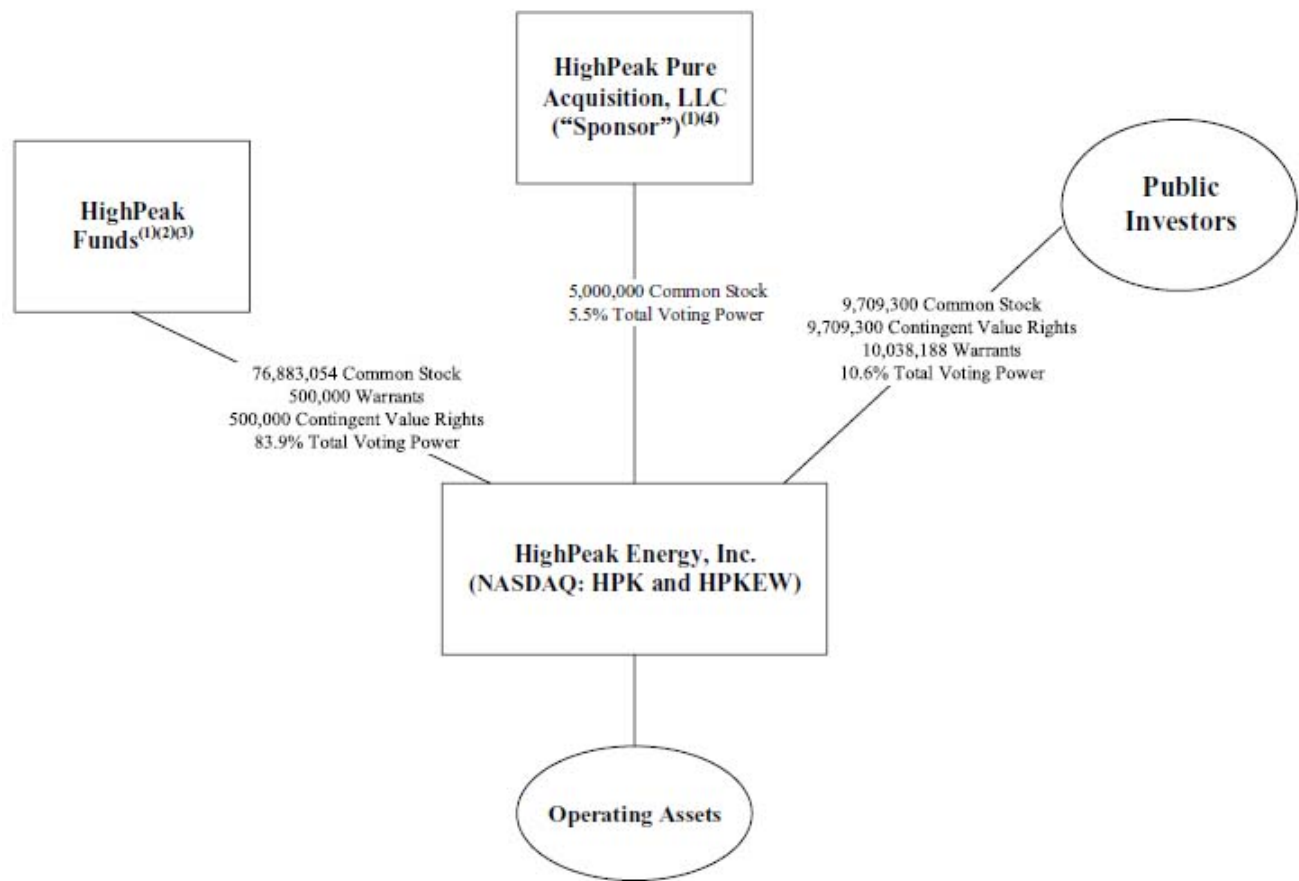 HighPeak Pure
Acquisition, LLC
(“Sponsor”)(1)(4)
HighPeak
Funds(1)(2)(3)
Public
Investors
5,000,000 Common Stock
5.5% Total Voting Power
9,709,300 Common Stock
9,709,300 Contingent Value Rights
10,038,188 Warrants
10.6% Total Voting Power
76,883,054 Common Stock
500,000 Warrants
500,000 Contingent Value Rights
83.9% Total Voting Power
HighPeak Energy, Inc.
(NASDAQ: HPK and HPKEW)
Operating Assets